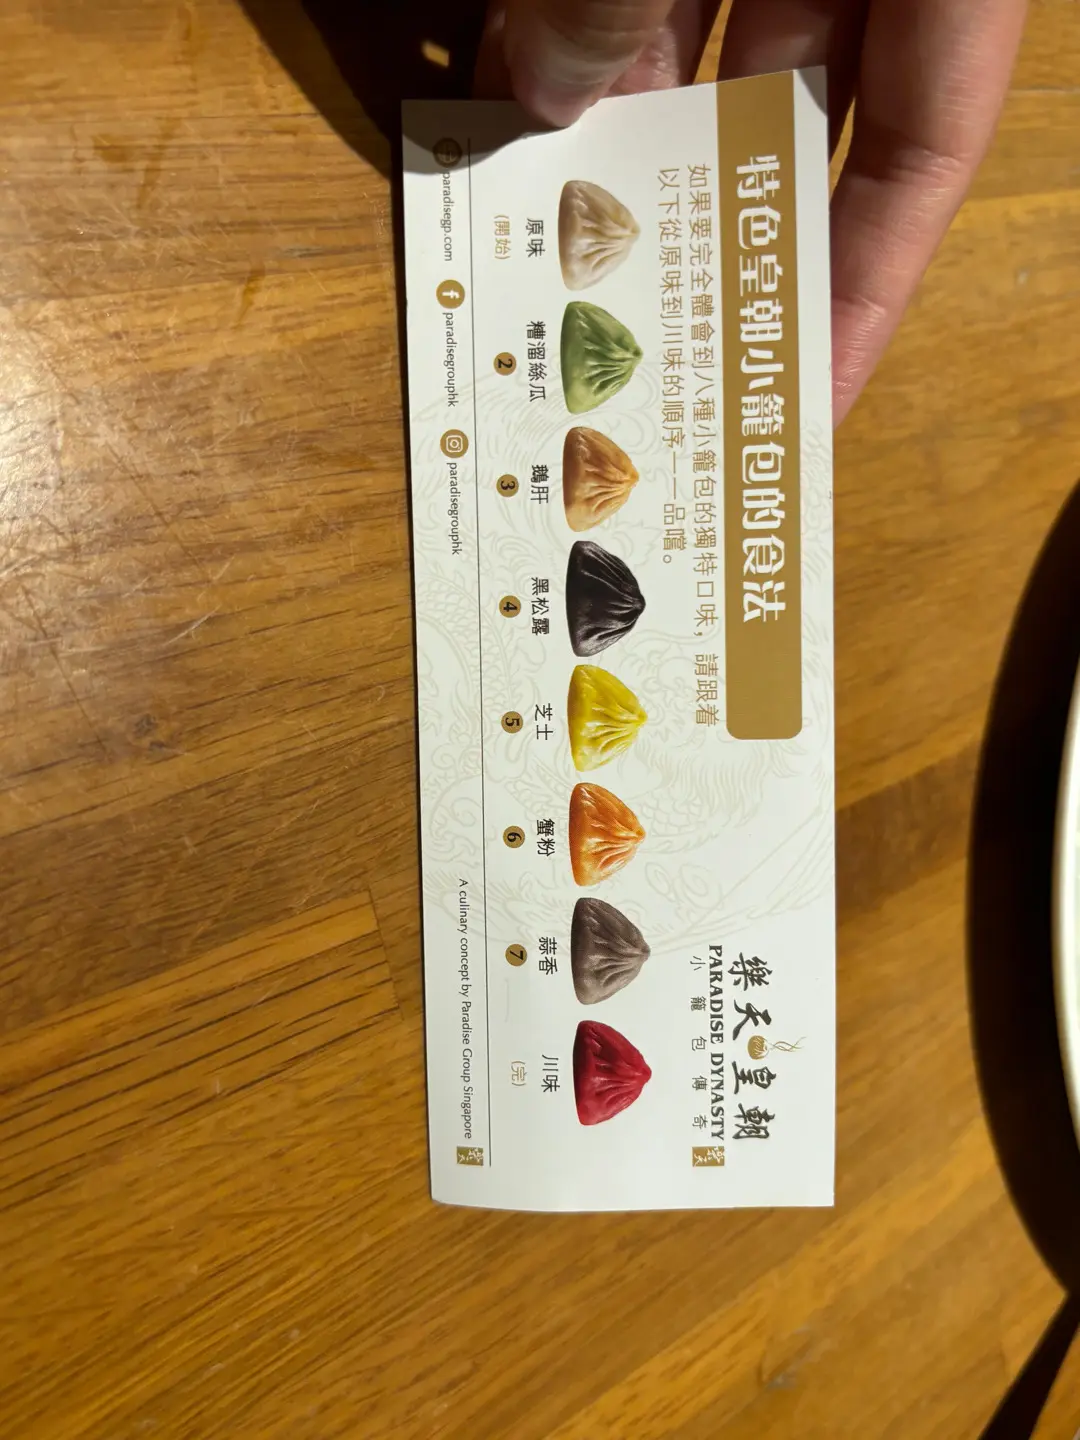 特色皇朝小籠包的食法
如果要完全體會到八種小籠包的獨特口味，請跟着
以下從原味到川味的順序一一品嚐。
樂天皇朝
PARADISE DYNASTY
小籠包傳奇
樂天
原味
(開始)
糟溜絲瓜
2
鵝肝
3
黑松露
4
芝士
5
蟹粉
6
蒜香
7
川味
(完)
paradisegp.com
f paradisegrouphk
paradisegrouphk
A culinary concept by Paradise Group Singapore
樂天